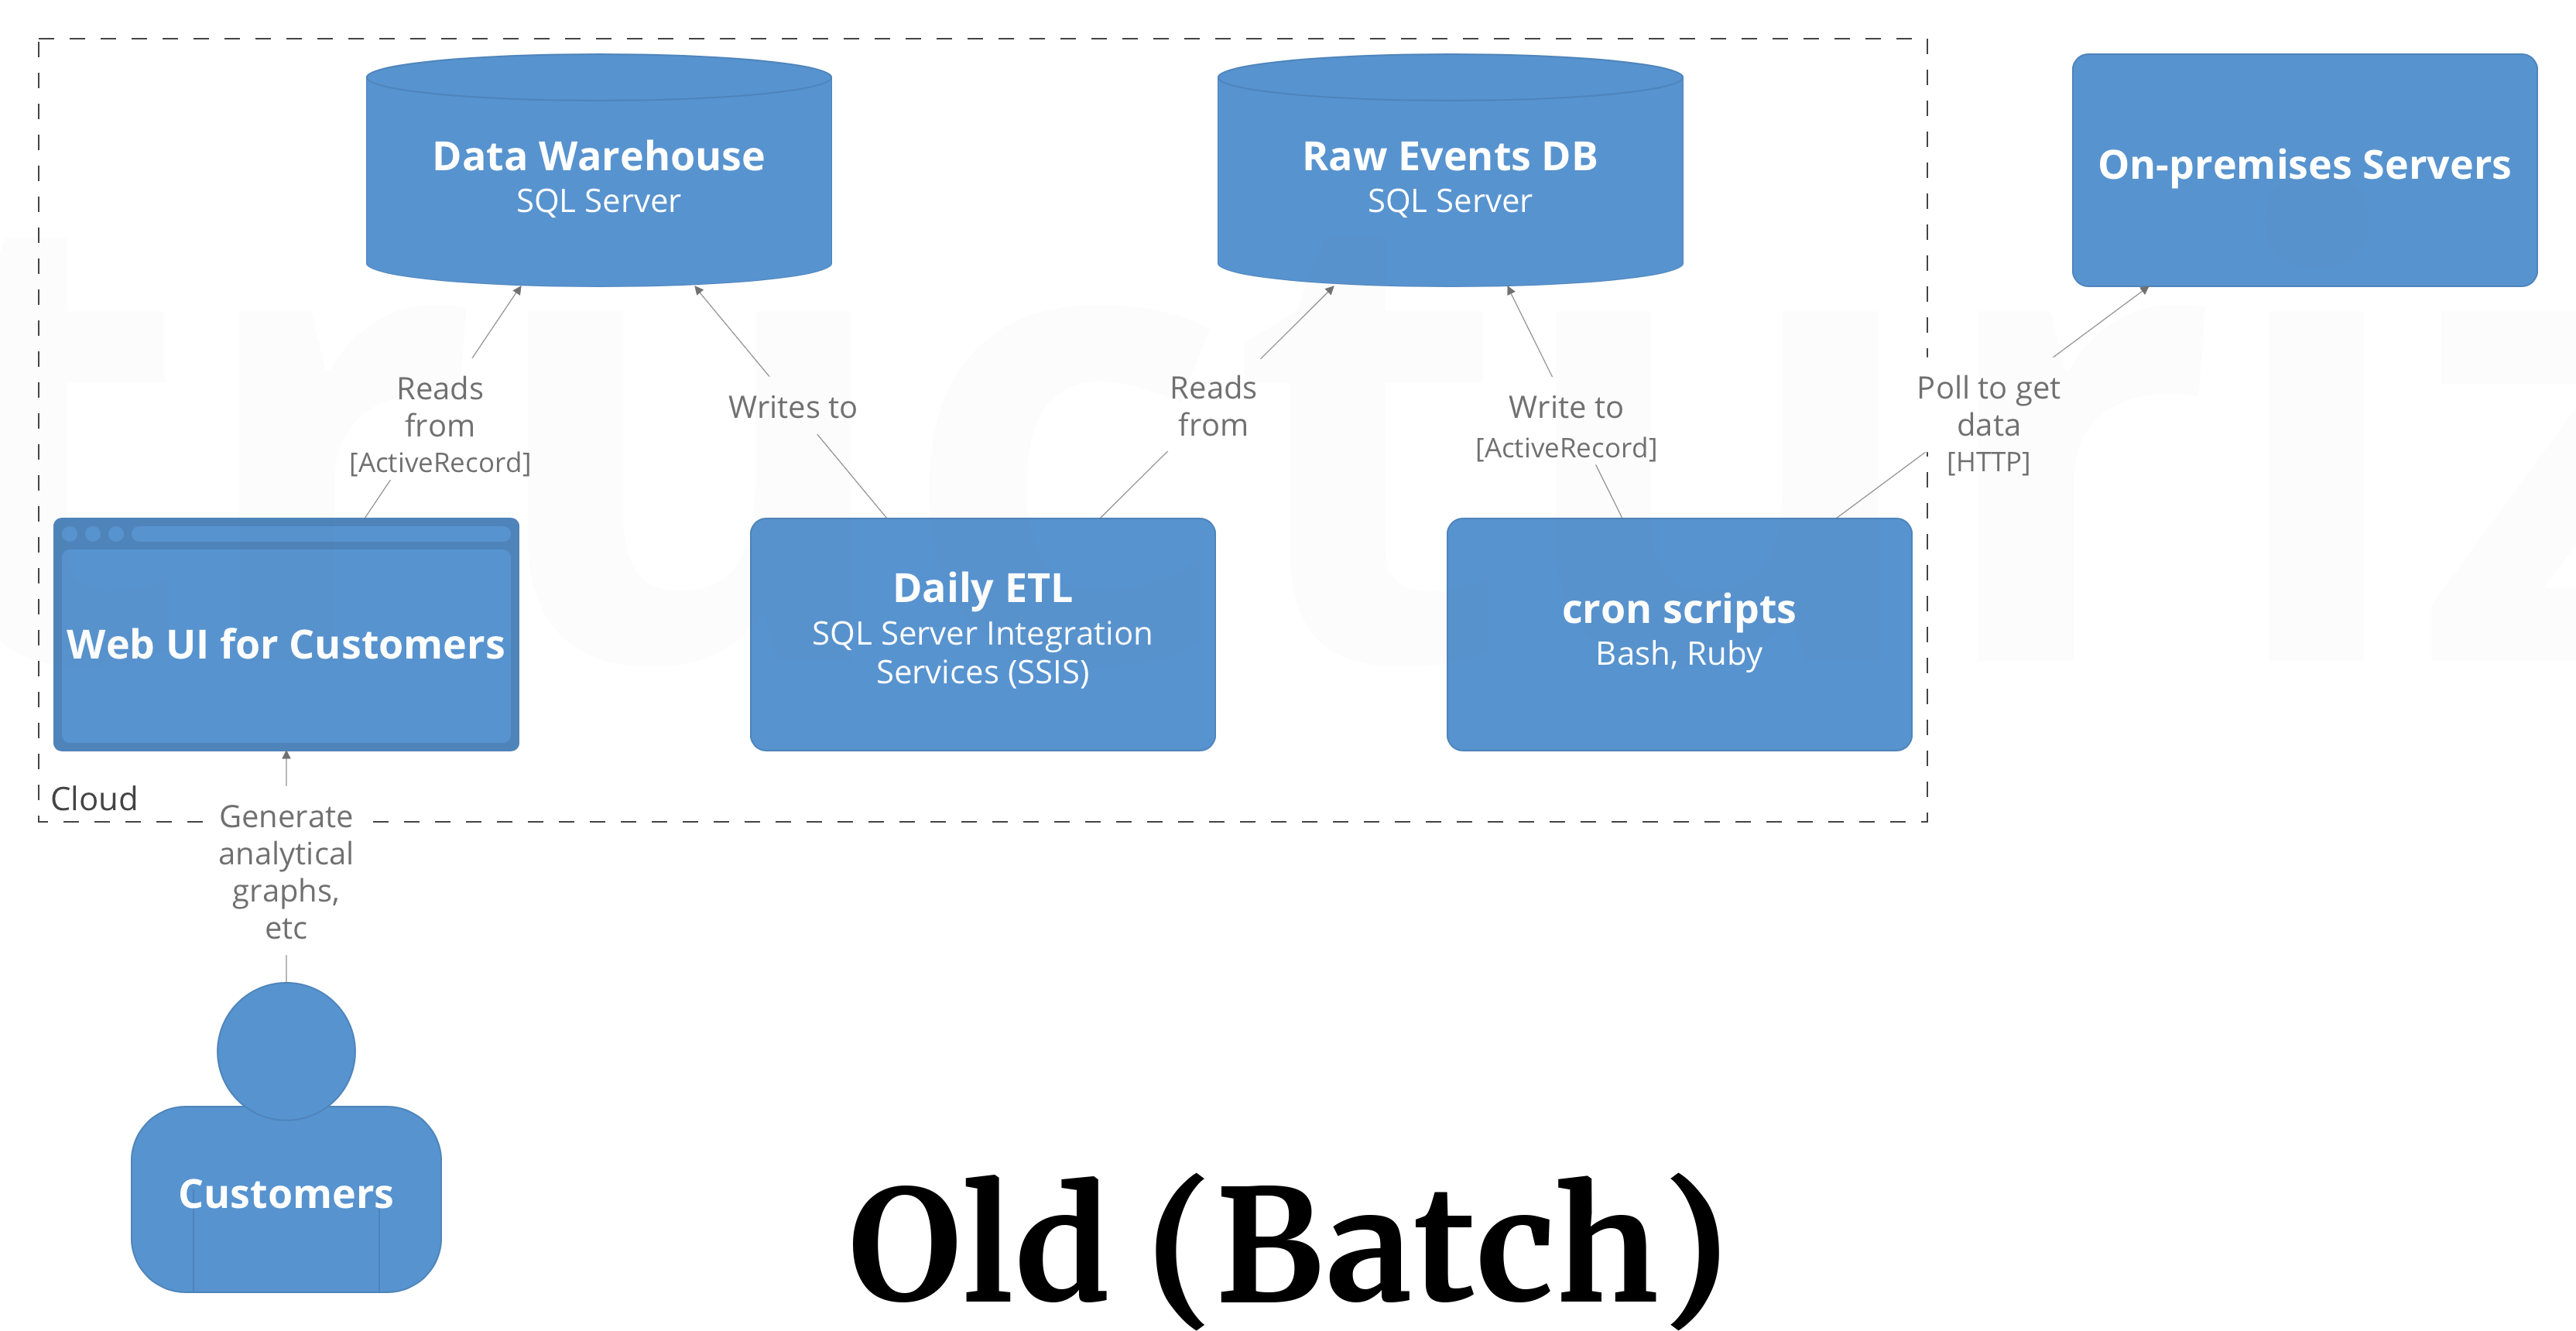 Data Warehouse
SQL Server
Raw Events DB
SQL Server
On-premises Servers
Reads
from
[ActiveRecord]
Writes to
Reads
from
Write to
[ActiveRecord]
Poll to get
data
[HTTP]
Web UI for Customers
Daily ETL
SQL Server Integration
Services (SSIS)
cron scripts
Bash, Ruby
Cloud
Generate
analytical
graphs,
etc
Customers
Old (Batch)